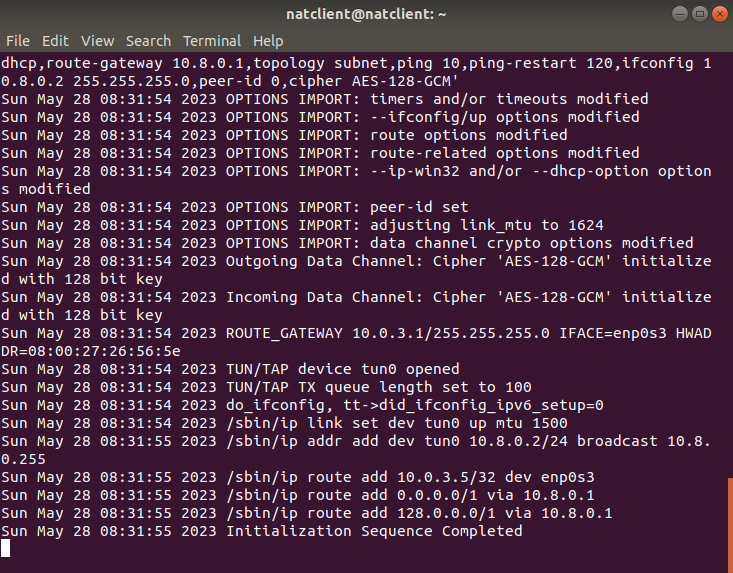 natclient@natclient: ~
File Edit View Search Terminal Help
dhcp,route-gateway 10.8.0.1,topology subnet,ping 10,ping-restart 120,ifconfig 1
0.8.0.2 255.255.255.0,peer-id 0,cipher AES-128-GCM'
Sun May 28 08:31:54 2023 OPTIONS IMPORT: timers and/or timeouts modified
Sun May 28 08:31:54 2023 OPTIONS IMPORT: --ifconfig/up options modified
Sun May 28 08:31:54 2023 OPTIONS IMPORT: route options modified
Sun May 28 08:31:54 2023 OPTIONS IMPORT: route-related options modified
Sun May 28 08:31:54 2023 OPTIONS IMPORT: --ip-win32 and/or --dhcp-option option
s modified
Sun May 28 08:31:54 2023 OPTIONS IMPORT: peer-id set
Sun May 28 08:31:54 2023 OPTIONS IMPORT: adjusting link_mtu to 1624
Sun May 28 08:31:54 2023 OPTIONS IMPORT: data channel crypto options modified
Sun May 28 08:31:54 2023 Outgoing Data Channel: Cipher 'AES-128-GCM' initialize
d with 128 bit key
Sun May 28 08:31:54 2023 Incoming Data Channel: Cipher 'AES-128-GCM' initialize
d with 128 bit key
Sun May 28 08:31:54 2023 ROUTE_GATEWAY 10.0.3.1/255.255.255.0 IFACE=enp0s3 HWAD
DR=08:00:27:26:56:5e
Sun May 28 08:31:54 2023 TUN/TAP device tun0 opened
Sun May 28 08:31:54 2023 TUN/TAP TX queue length set to 100
Sun May 28 08:31:54 2023 do_ifconfig, tt->did_ifconfig_ipv6_setup=0
Sun May 28 08:31:54 2023 /sbin/ip link set dev tun0 up mtu 1500
Sun May 28 08:31:55 2023 /sbin/ip addr add dev tun0 10.8.0.2/24 broadcast 10.8.
0.255
Sun May 28 08:31:55 2023 /sbin/ip route add 10.0.3.5/32 dev enp0s3
Sun May 28 08:31:55 2023 /sbin/ip route add 0.0.0.0/1 via 10.8.0.1
Sun May 28 08:31:55 2023 /sbin/ip route add 128.0.0.0/1 via 10.8.0.1
Sun May 28 08:31:55 2023 Initialization Sequence Completed